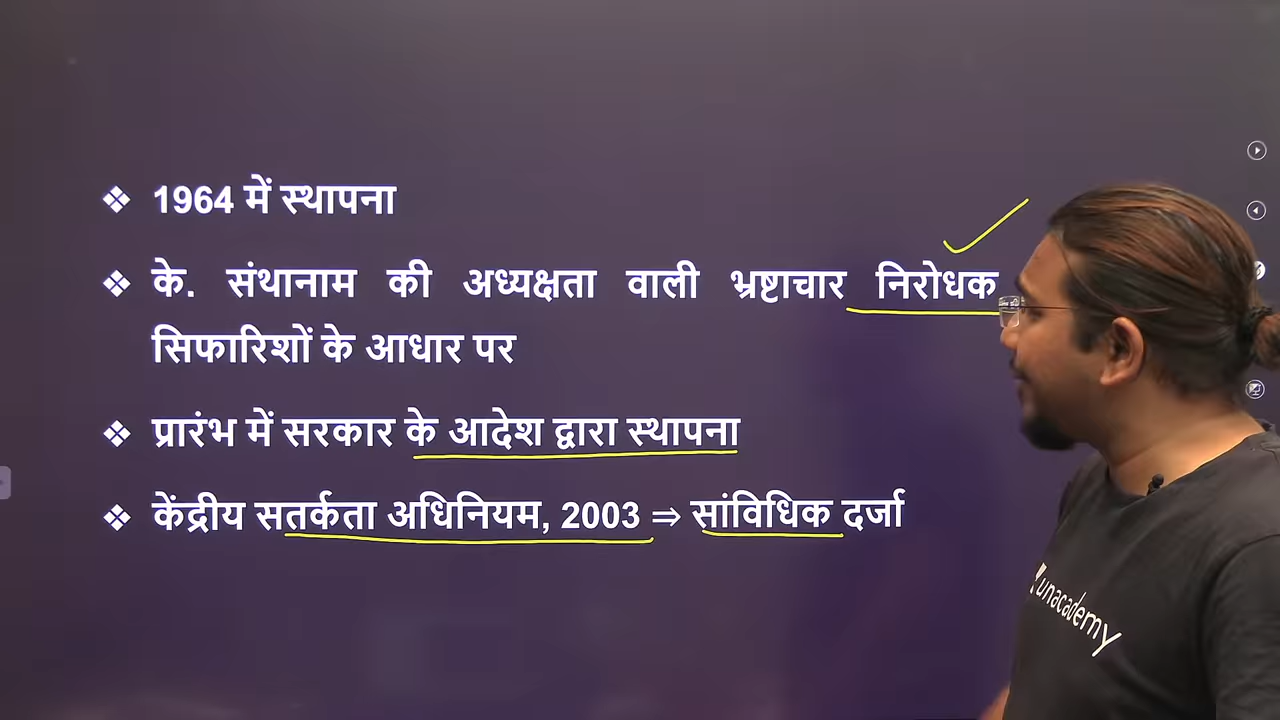 1964 में स्थापना
के. संथानाम की अध्यक्षता वाली भ्रष्टाचार निरोधक
सिफारिशों के आधार पर
प्रारंभ में सरकार के आदेश द्वारा स्थापना
केंद्रीय सतर्कता अधिनियम, 2003 ⇒ सांविधिक दर्जा
unacademy